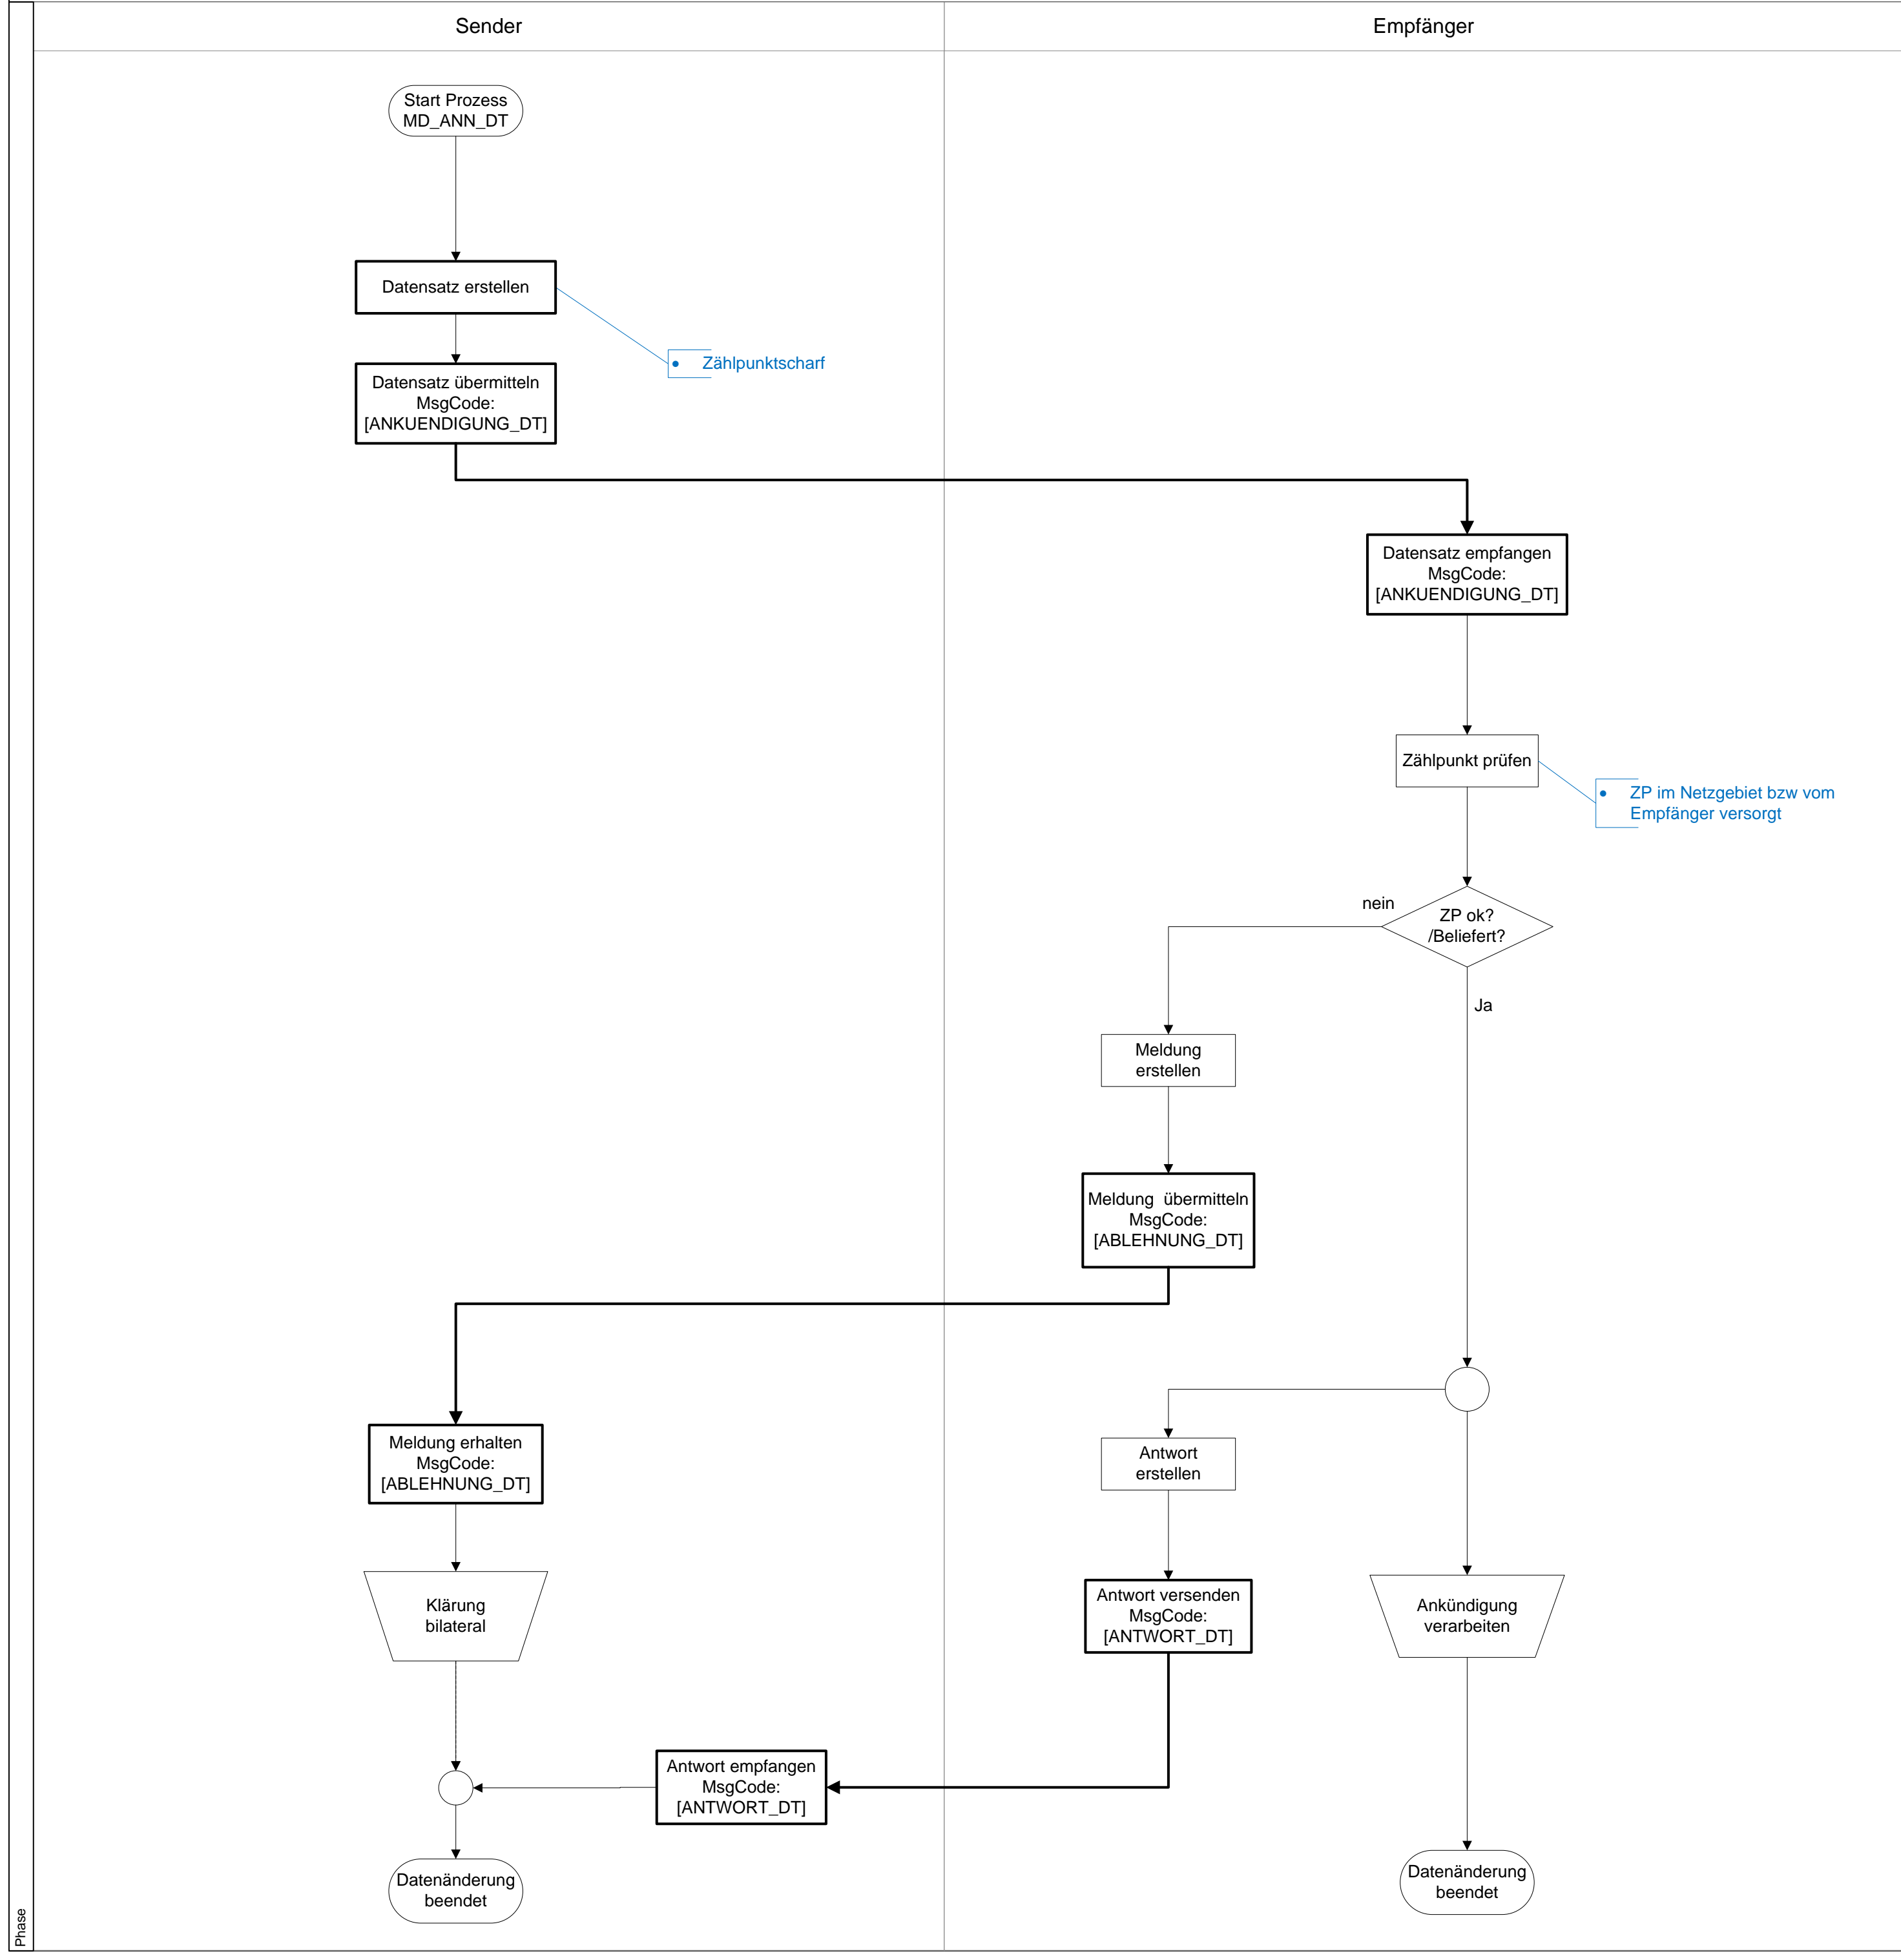 Sender
Empfänger
Start Prozess
MD_ANN_DT
Datensatz erstellen
Zählpunktscharf
Datensatz übermitteln
MsgCode:
[ANKUENDIGUNG_DT]
Datensatz empfangen
MsgCode:
[ANKUENDIGUNG_DT]
Zählpunkt prüfen
ZP im Netzgebiet bzw vom
Empfänger versorgt
nein
ZP ok?
/Beliefert?
Ja
Meldung
erstellen
Meldung  übermitteln
MsgCode:
[ABLEHNUNG_DT]
Meldung erhalten
MsgCode:
[ABLEHNUNG_DT]
Antwort
erstellen
Klärung
bilateral
Antwort versenden
MsgCode:
[ANTWORT_DT]
Ankündigung
verarbeiten
Antwort empfangen
MsgCode:
[ANTWORT_DT]
Datenänderung
beendet
Datenänderung
beendet
Phase